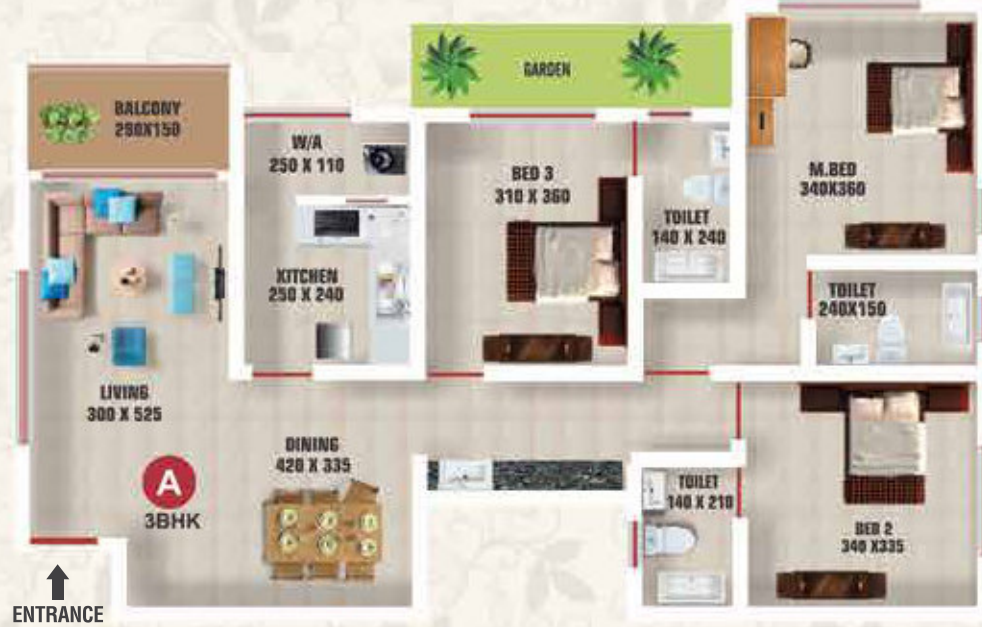 GARDEN
BALCONY
290X150
W/A
250 X 110
BED 3
310 X 360
M.BED
340X360
TOILET
140 X 240
KITCHEN
250 X 240
TOILET
240X150
LIVING
300 X 525
DINING
420 X 335
A
3BHK
TOILET
140 X 210
BED 2
340 X335
ENTRANCE